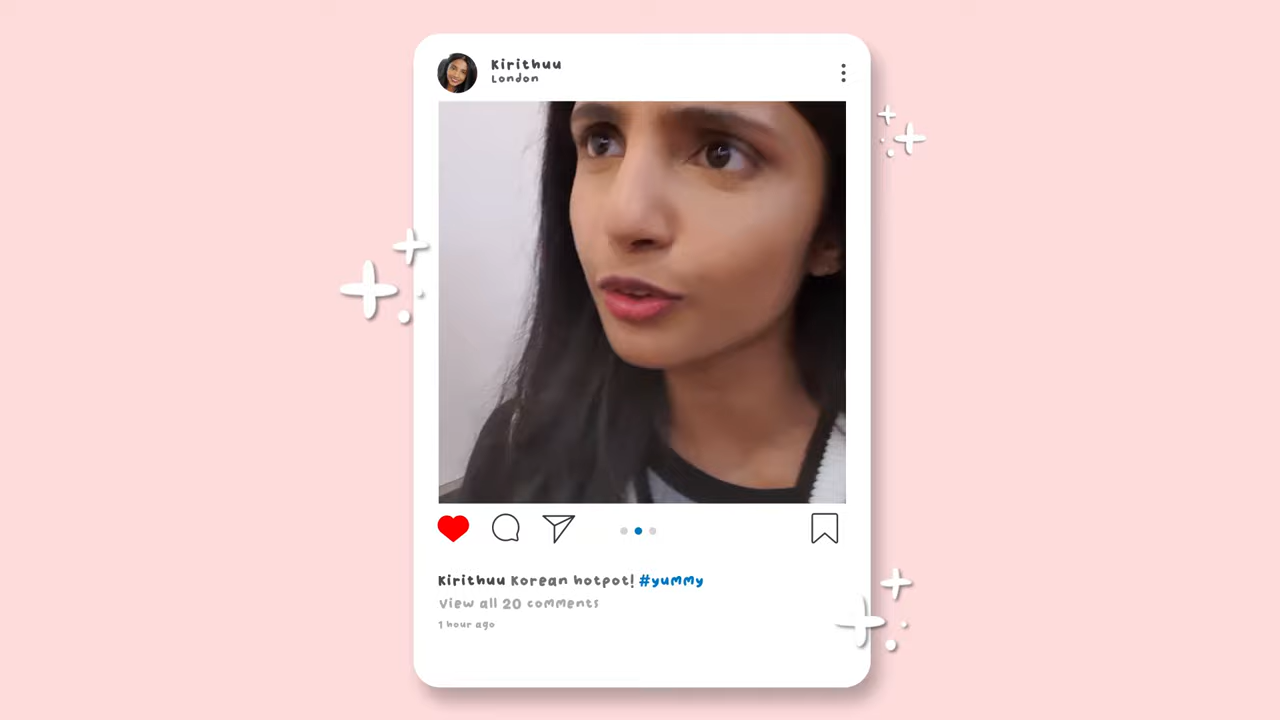 Kirithuu
London
Kirithuu Korean hotpot! #yummy
View all 20 comments
1 hour ago